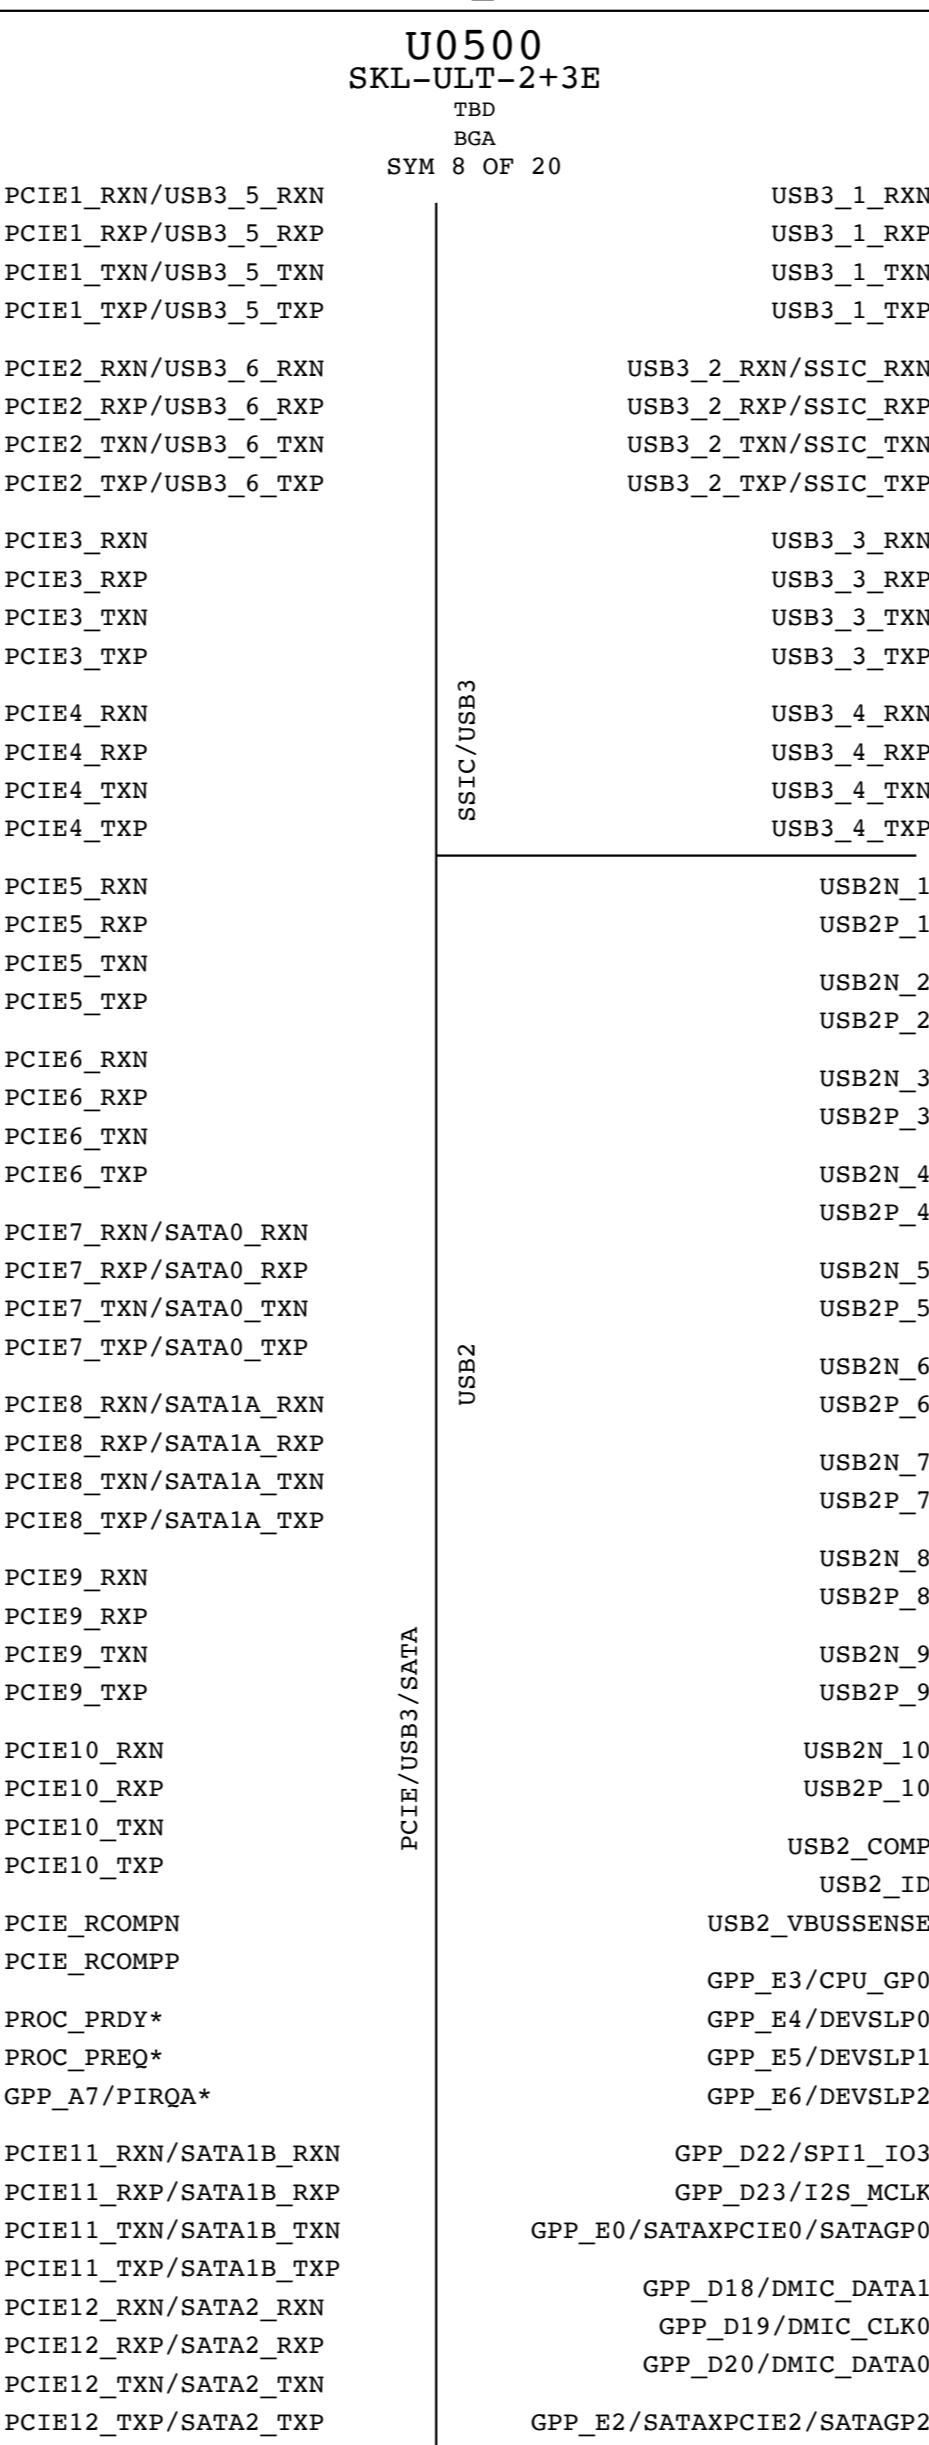 U0500
SKL-ULT-2+3E
TBD
BGA
SYM 8 OF 20
PCIE1_RXN/USB3_5_RXN
PCIE1_RXP/USB3_5_RXP
PCIE1_TXN/USB3_5_TXN
PCIE1_TXP/USB3_5_TXP
PCIE2_RXN/USB3_6_RXN
PCIE2_RXP/USB3_6_RXP
PCIE2_TXN/USB3_6_TXN
PCIE2_TXP/USB3_6_TXP
PCIE3_RXN
PCIE3_RXP
PCIE3_TXN
PCIE3_TXP
PCIE4_RXN
PCIE4_RXP
PCIE4_TXN
PCIE4_TXP
PCIE5_RXN
PCIE5_RXP
PCIE5_TXN
PCIE5_TXP
PCIE6_RXN
PCIE6_RXP
PCIE6_TXN
PCIE6_TXP
PCIE7_RXN/SATA0_RXN
PCIE7_RXP/SATA0_RXP
PCIE7_TXN/SATA0_TXN
PCIE7_TXP/SATA0_TXP
PCIE8_RXN/SATA1A_RXN
PCIE8_RXP/SATA1A_RXP
PCIE8_TXN/SATA1A_TXN
PCIE8_TXP/SATA1A_TXP
PCIE9_RXN
PCIE9_RXP
PCIE9_TXN
PCIE9_TXP
PCIE10_RXN
PCIE10_RXP
PCIE10_TXN
PCIE10_TXP
PCIE_RCOMPN
PCIE_RCOMPP
PROC_PRDY*
PROC_PREQ*
GPP_A7/PIRQA*
PCIE11_RXN/SATA1B_RXN
PCIE11_RXP/SATA1B_RXP
PCIE11_TXN/SATA1B_TXN
PCIE11_TXP/SATA1B_TXP
PCIE12_RXN/SATA2_RXN
PCIE12_RXP/SATA2_RXP
PCIE12_TXN/SATA2_TXN
PCIE12_TXP/SATA2_TXP
PCIE/USB3/SATA
SSIC/USB3
USB2
USB3_1_RXN
USB3_1_RXP
USB3_1_TXN
USB3_1_TXP
USB3_2_RXN/SSIC_RXN
USB3_2_RXP/SSIC_RXP
USB3_2_TXN/SSIC_TXN
USB3_2_TXP/SSIC_TXP
USB3_3_RXN
USB3_3_RXP
USB3_3_TXN
USB3_3_TXP
USB3_4_RXN
USB3_4_RXP
USB3_4_TXN
USB3_4_TXP
USB2N_1
USB2P_1
USB2N_2
USB2P_2
USB2N_3
USB2P_3
USB2N_4
USB2P_4
USB2N_5
USB2P_5
USB2N_6
USB2P_6
USB2N_7
USB2P_7
USB2N_8
USB2P_8
USB2N_9
USB2P_9
USB2N_10
USB2P_10
USB2_COMP
USB2_ID
USB2_VBUSSENSE
GPP_E3/CPU_GP0
GPP_E4/DEVSLP0
GPP_E5/DEVSLP1
GPP_E6/DEVSLP2
GPP_D22/SPI1_IO3
GPP_D23/I2S_MCLK
GPP_E0/SATAXPCIE0/SATAGP0
GPP_D18/DMIC_DATA1
GPP_D19/DMIC_CLK0
GPP_D20/DMIC_DATA0
GPP_E2/SATAXPCIE2/SATAGP2